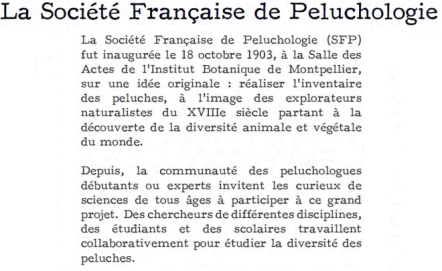 La Société Française de Peluchologie
La Société Française de Peluchologie (SFP)
fut inaugurée le 18 octobre 1903, à la Salle des
Actes de l'Institut Botanique de Montpellier,
sur une idée originale : réaliser l'inventaire
des peluches, à l'image des explorateurs
naturalistes du XVIIIe siècle partant à la
découverte de la diversité animale et végétale
du monde.
Depuis, la communauté des peluchologues
débutants ou experts invitent les curieux de
sciences de tous âges à participer à ce grand
projet. Des chercheurs de différentes disciplines,
des étudiants et des scolaires travaillent
collaborativement pour étudier la diversité des
peluches.